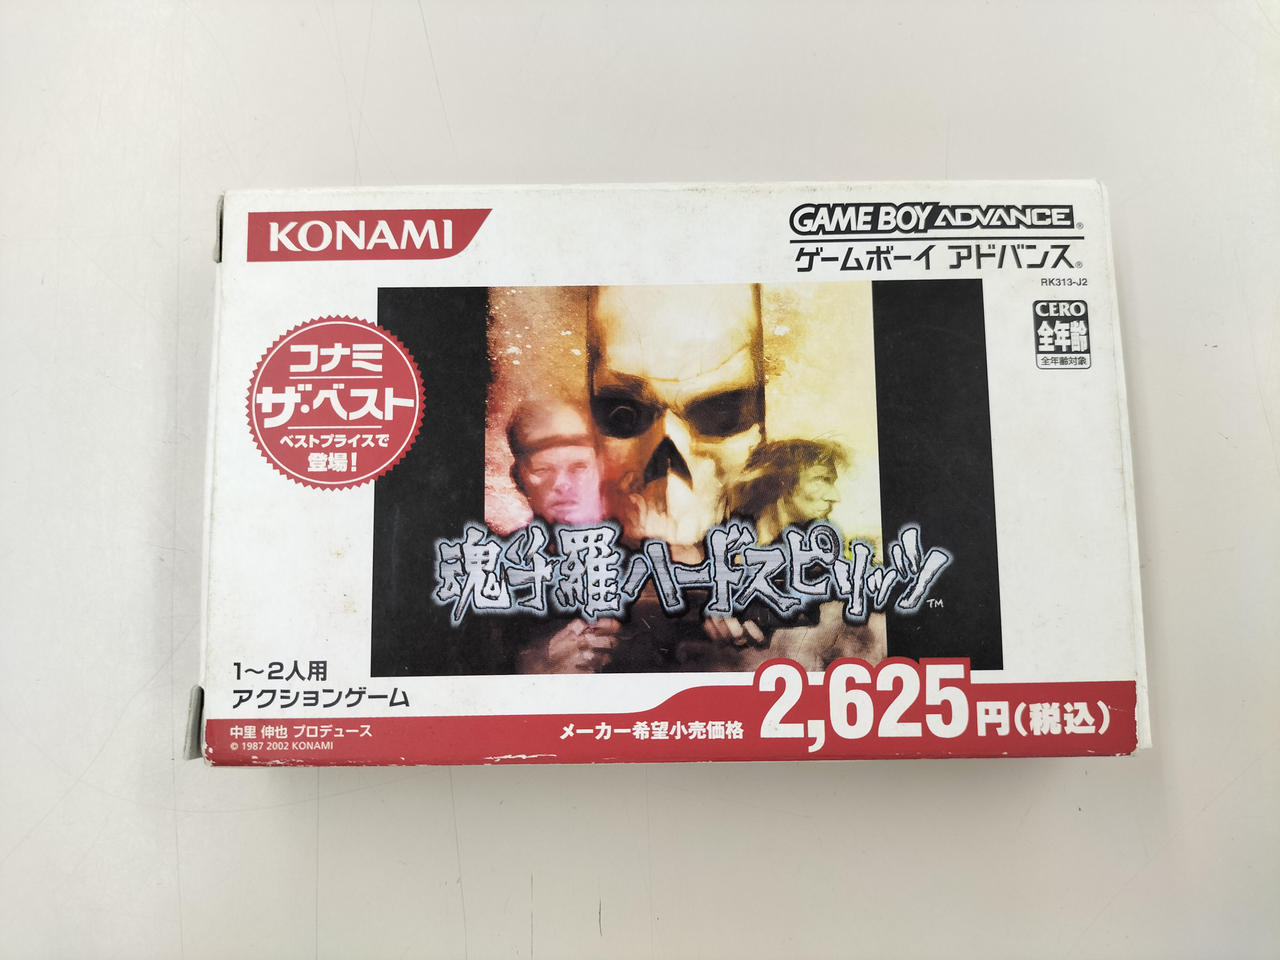 KONAMI
GAME BOY ADVANCE®
ゲームボーイ アドバンス®
RK313-J2
CERO
全年齢
全年齢対象
コナミ
ザ・ベスト
ベストプライスで
登場!
魂斗羅ハードスピリッツ™
1〜2人用
アクションゲーム
中里 伸也 プロデュース
© 1987 2002 KONAMI
メーカー希望小売価格 2,625円(税込)